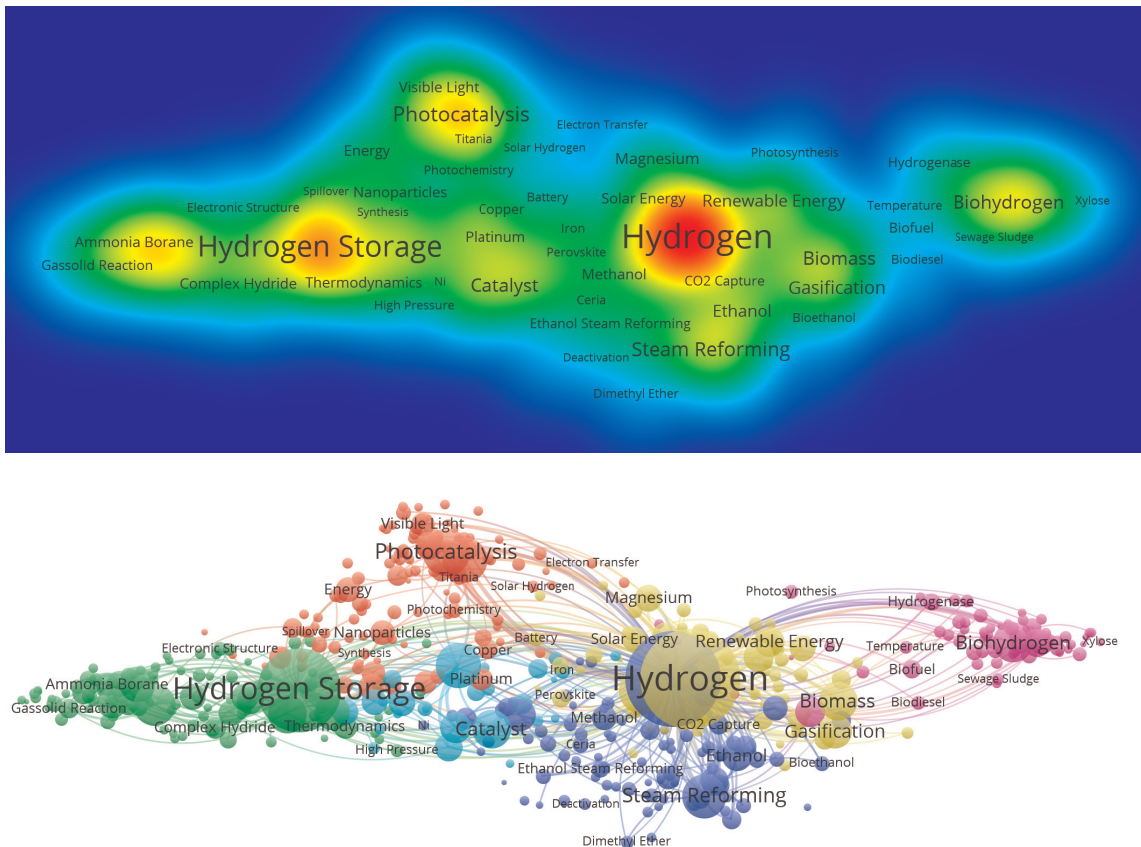 Visible Light
Photocatalysis
Electron Transfer
Titania
Solar Hydrogen
Energy
Magnesium
Photosynthesis
Hydrogenase
Photochemistry
Spillover
Nanoparticles
Battery
Solar Energy
Renewable Energy
Biohydrogen
Xylose
Electronic Structure
Synthesis
Copper
Temperature
Iron
Biofuel
Ammonia Borane
Hydrogen Storage
Platinum
Hydrogen
Sewage Sludge
Gassolid Reaction
Perovskite
Biomass
Biodiesel
Complex Hydride
Thermodynamics
Ni
Catalyst
Methanol
CO2 Capture
Gasification
High Pressure
Ceria
Ethanol
Bioethanol
Ethanol Steam Reforming
Deactivation
Steam Reforming
Dimethyl Ether
Visible Light
Photocatalysis
Electron Transfer
Titania
Solar Hydrogen
Energy
Magnesium
Photosynthesis
Hydrogenase
Photochemistry
Spillover
Nanoparticles
Battery
Solar Energy
Renewable Energy
Biohydrogen
Xylose
Electronic Structure
Synthesis
Copper
Temperature
Iron
Biofuel
Ammonia Borane
Hydrogen Storage
Platinum
Hydrogen
Sewage Sludge
Gassolid Reaction
Perovskite
Biomass
Biodiesel
Complex Hydride
Thermodynamics
Ni
Catalyst
Methanol
CO2 Capture
Gasification
High Pressure
Ceria
Ethanol
Bioethanol
Ethanol Steam Reforming
Deactivation
Steam Reforming
Dimethyl Ether